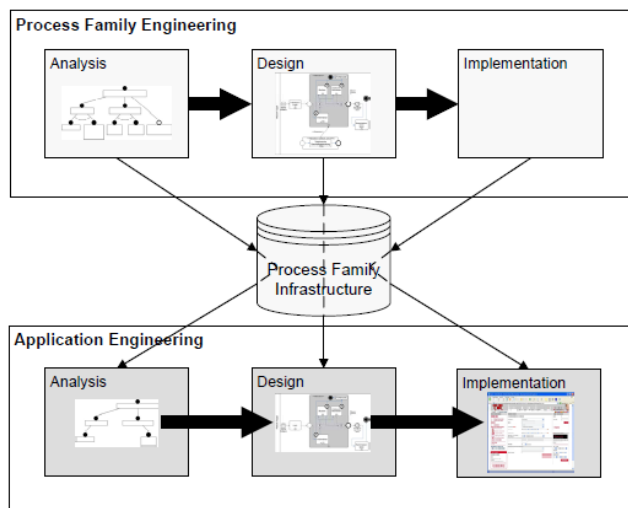 Process Family Engineering
Analysis
Design
Implementation
Process Family
Infrastructure
Application Engineering
Analysis
Design
Implementation